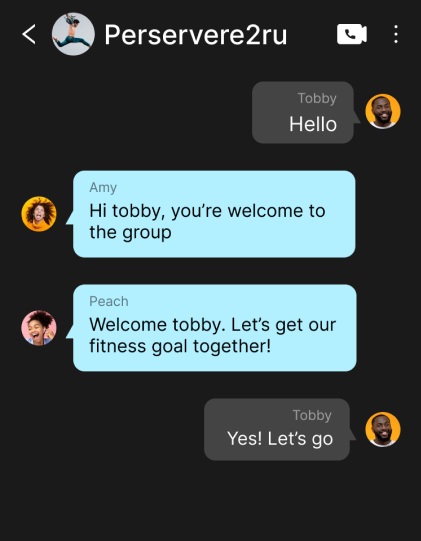 Perservere2ru
Tobby
Hello
Amy
Hi tobby, you’re welcome to
the group
Peach
Welcome tobby. Let’s get our
fitness goal together!
Tobby
Yes! Let’s go